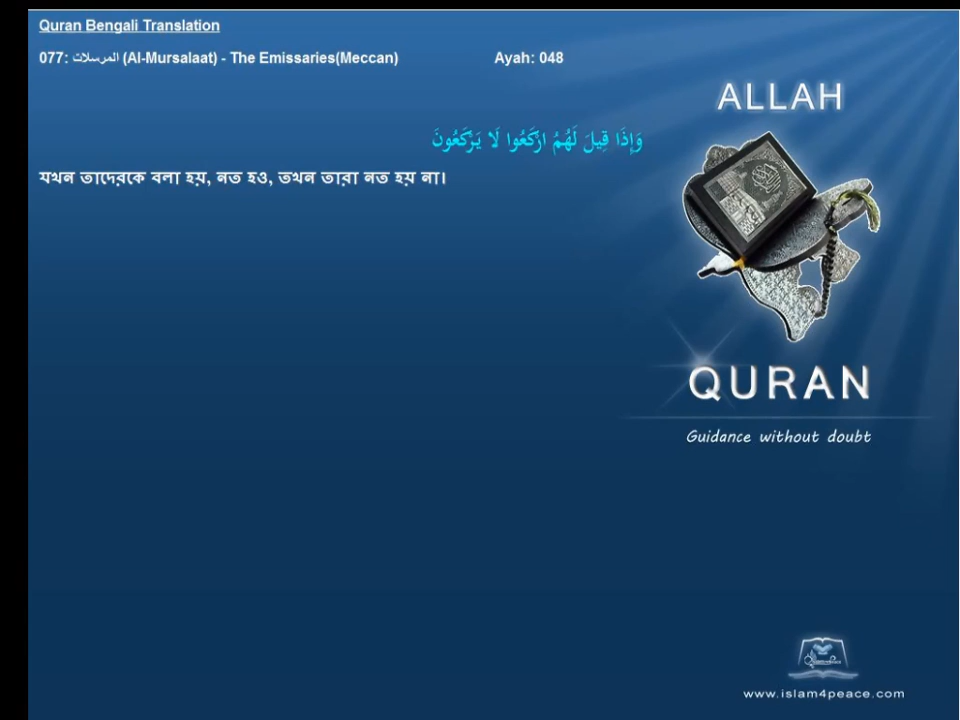 Quran Bengali Translation
077: المرسلات (Al-Mursalaat) - The Emissaries(Meccan) Ayah: 048
ALLAH
وَإِذَا قِيلَ لَهُمُ ارْكَعُوا لَا يَرْكَعُونَ
যখন তাদেরকে বলা হয়, নত হও, তখন তারা নত হয় না।
QURAN
Guidance without doubt
www.islam4peace.com